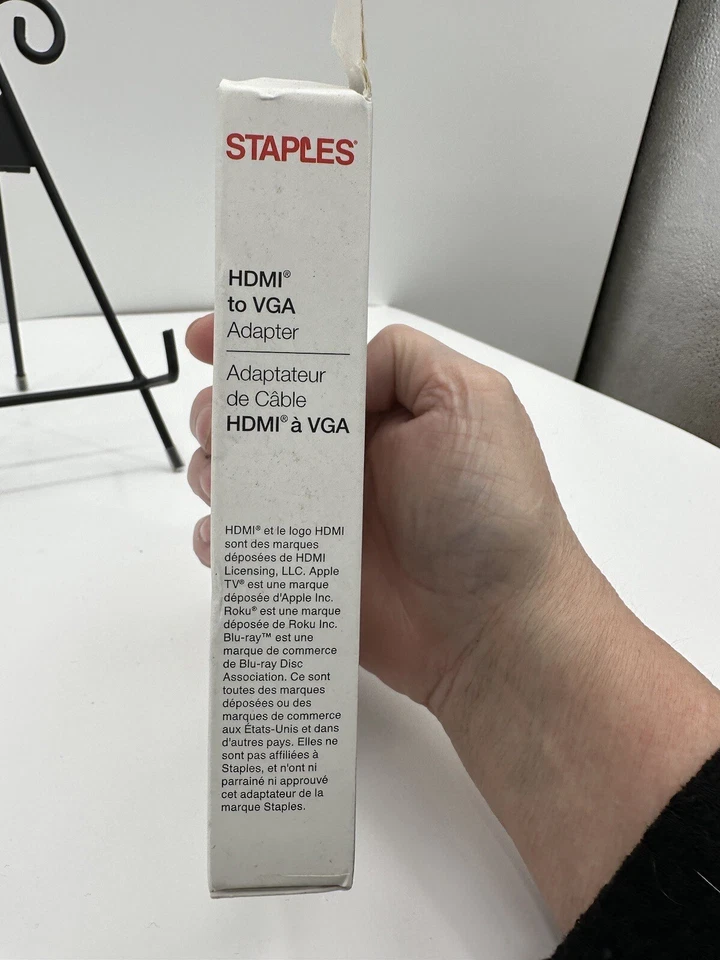 STAPLES®
HDMI®
to VGA
Adapter
Adaptateur
de Câble
HDMI® à VGA
HDMI® et le logo HDMI
sont des marques
déposées de HDMI
Licensing, LLC. Apple
TV® est une marque
déposée d'Apple Inc.
Roku® est une marque
déposée de Roku Inc.
Blu-ray™ est une
marque de commerce
de Blu-ray Disc
Association. Ce sont
toutes des marques
déposées ou des
marques de commerce
aux États-Unis et dans
d'autres pays. Elles ne
sont pas affiliées à
Staples, et n'ont ni
parrainé ni approuvé
cet adaptateur de la
marque Staples.